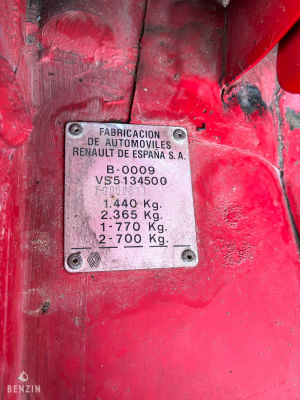 FABRICACION
DE AUTOMOVILES
RENAULT DE ESPAÑA S.A.
B-0009
VS5134500
1.440 Kg.
2.365 Kg.
1-770 Kg.
2-700 Kg.
BENZIN